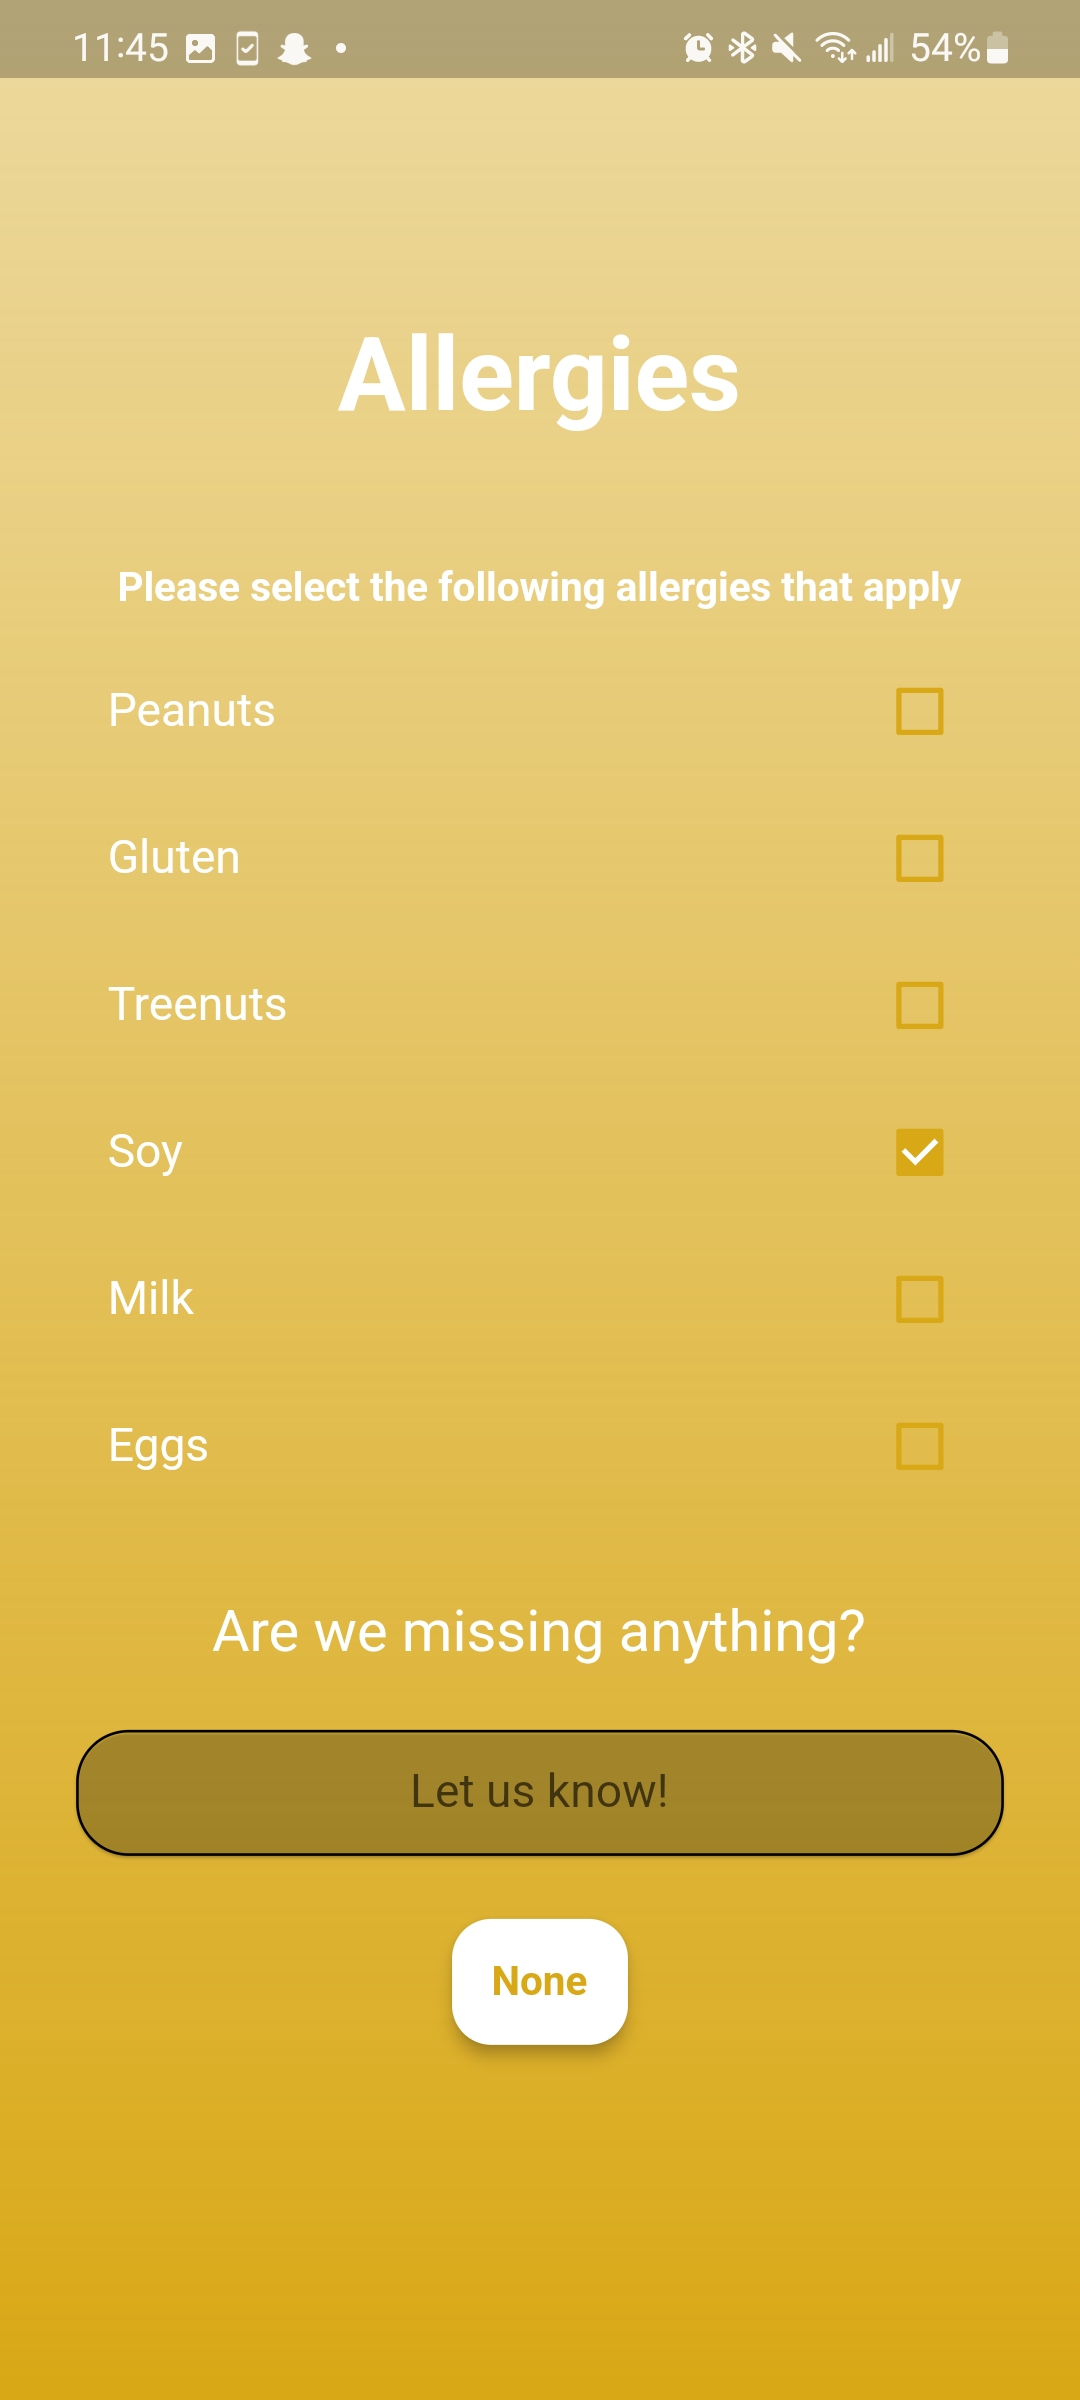 11:45 54%
Allergies
Please select the following allergies that apply
Peanuts
Gluten
Treenuts
Soy
Milk
Eggs
Are we missing anything?
Let us know!
None